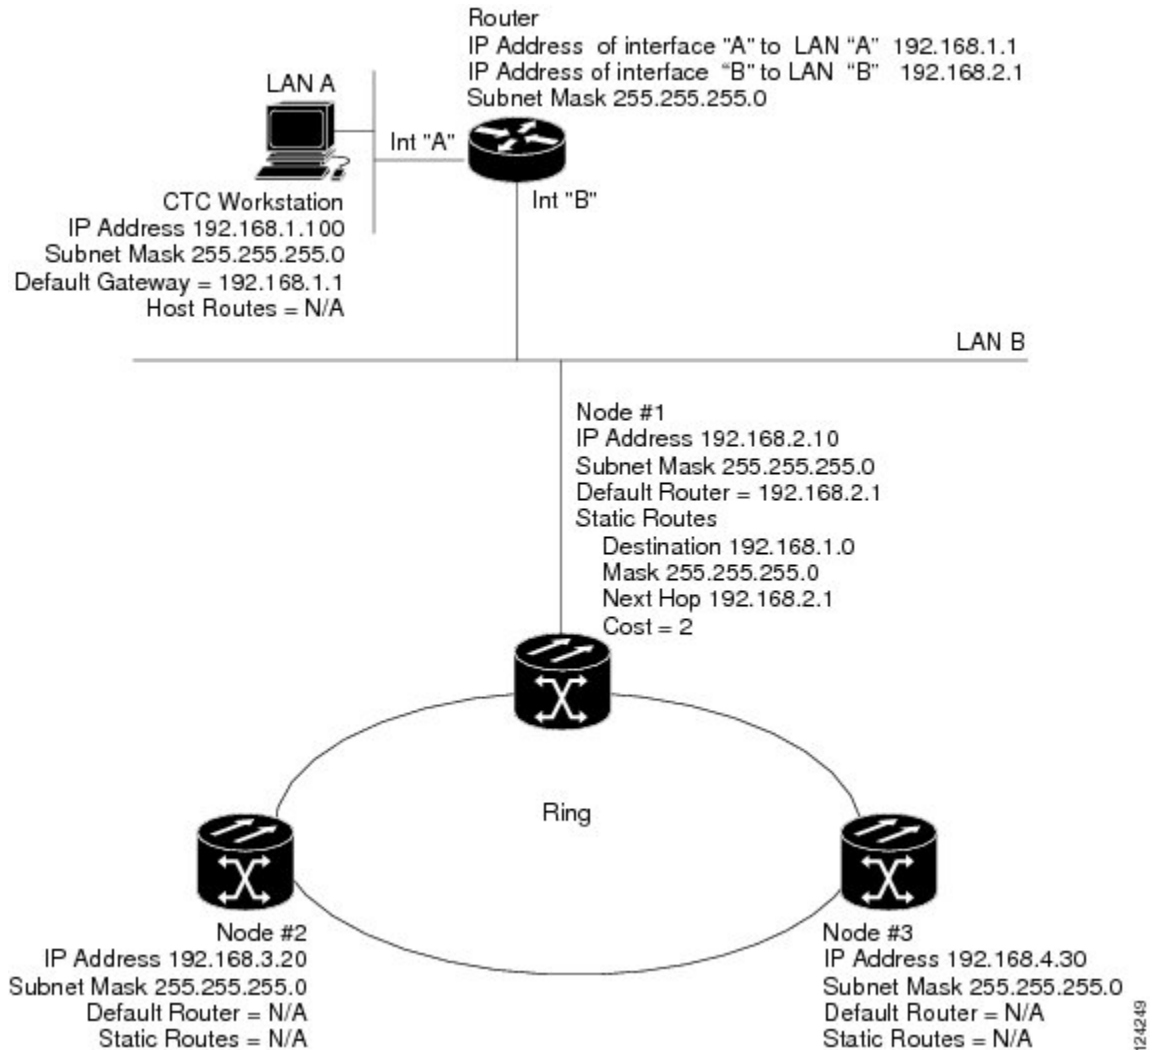 Router
IP Address of interface "A" to LAN "A" 192.168.1.1
IP Address of interface "B" to LAN "B" 192.168.2.1
Subnet Mask 255.255.255.0
LAN A
Int "A"
Int "B"
CTC Workstation
IP Address 192.168.1.100
Subnet Mask 255.255.255.0
Default Gateway = 192.168.1.1
Host Routes = N/A
LAN B
Node #1
IP Address 192.168.2.10
Subnet Mask 255.255.255.0
Default Router = 192.168.2.1
Static Routes
Destination 192.168.1.0
Mask 255.255.255.0
Next Hop 192.168.2.1
Cost = 2
Ring
Node #2
IP Address 192.168.3.20
Subnet Mask 255.255.255.0
Default Router = N/A
Static Routes = N/A
Node #3
IP Address 192.168.4.30
Subnet Mask 255.255.255.0
Default Router = N/A
Static Routes = N/A
124249